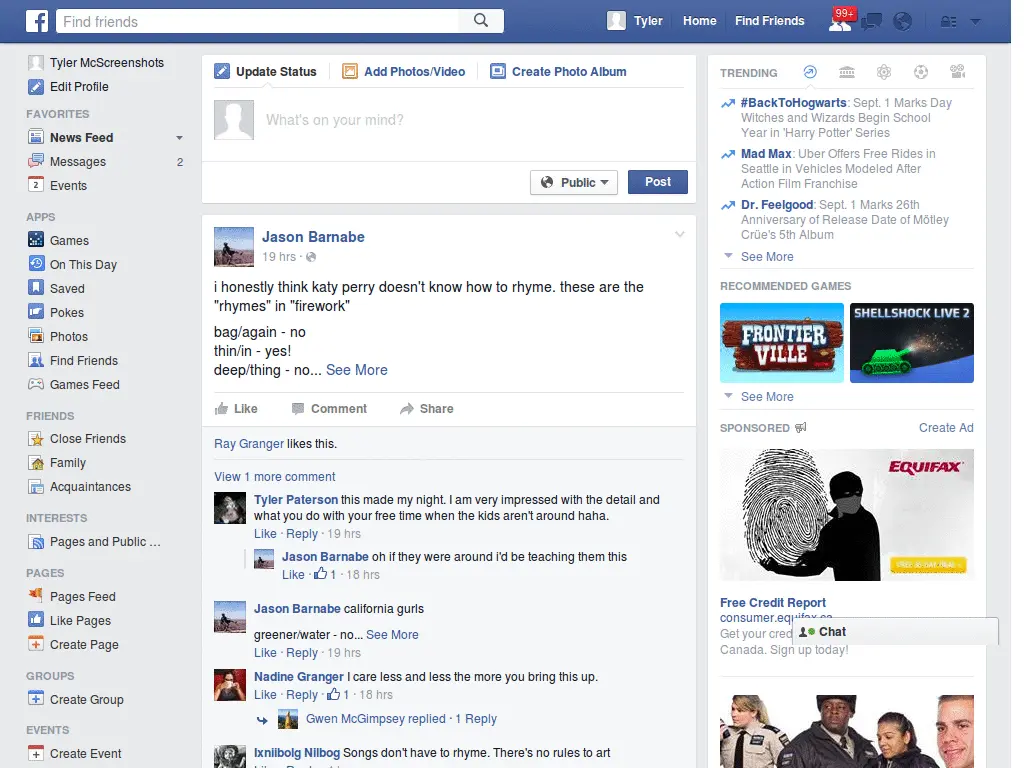 Find friends
Tyler
Home
Find Friends
99+
Tyler McScreenshots
Edit Profile
FAVORITES
News Feed
Messages
2
Events
APPS
Games
On This Day
Saved
Pokes
Photos
Find Friends
Games Feed
FRIENDS
Close Friends
Family
Acquaintances
INTERESTS
Pages and Public ...
PAGES
Pages Feed
Like Pages
Create Page
GROUPS
Create Group
EVENTS
Create Event
Update Status
Add Photos/Video
Create Photo Album
What's on your mind?
Public
Post
Jason Barnabe
19 hrs ·
i honestly think katy perry doesn't know how to rhyme. these are the
"rhymes" in "firework"
bag/again - no
thin/in - yes!
deep/thing - no... See More
Like
Comment
Share
Ray Granger likes this.
View 1 more comment
Tyler Paterson this made my night. I am very impressed with the detail and
what you do with your free time when the kids aren't around haha.
Like · Reply · 19 hrs
Jason Barnabe oh if they were around i'd be teaching them this
Like · 1 · 18 hrs
Jason Barnabe california gurls
greener/water - no... See More
Like · Reply · 19 hrs
Nadine Granger I care less and less the more you bring this up.
Like · Reply · 1 · 18 hrs
Gwen McGimpsey replied · 1 Reply
Ixniibolg Nilbog Songs don't have to rhyme. There's no rules to art
TRENDING
#BackToHogwarts: Sept. 1 Marks Day
Witches and Wizards Begin School
Year in 'Harry Potter' Series
Mad Max: Uber Offers Free Rides in
Seattle in Vehicles Modeled After
Action Film Franchise
Dr. Feelgood: Sept. 1 Marks 26th
Anniversary of Release Date of Mötley
Crüe's 5th Album
See More
RECOMMENDED GAMES
FRONTIER
VILLE
SHELLSHOCK LIVE 2
See More
SPONSORED
Create Ad
EQUIFAX
Free Credit Report
consumer.equifax.ca
Get your cred
Canada. Sign up today!
Chat